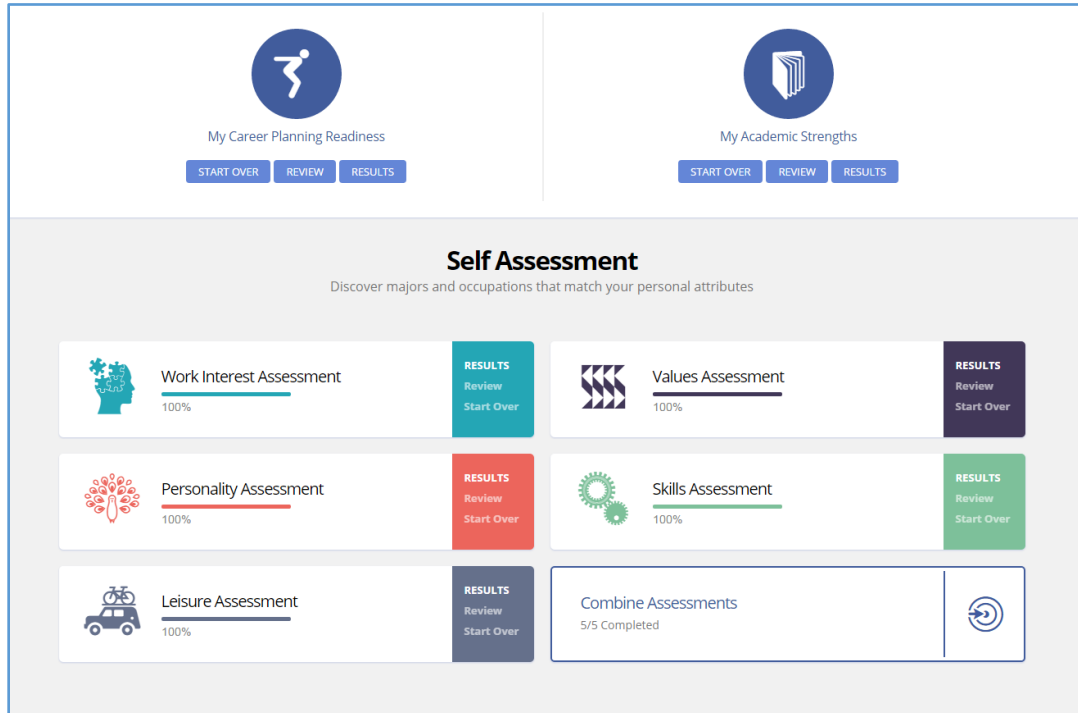 My Career Planning Readiness
START OVER REVIEW RESULTS
My Academic Strengths
START OVER REVIEW RESULTS
Self Assessment
Discover majors and occupations that match your personal attributes
Work Interest Assessment
100%
RESULTS
Review
Start Over
Values Assessment
100%
RESULTS
Review
Start Over
Personality Assessment
100%
RESULTS
Review
Start Over
Skills Assessment
100%
RESULTS
Review
Start Over
Leisure Assessment
100%
RESULTS
Review
Start Over
Combine Assessments
5/5 Completed